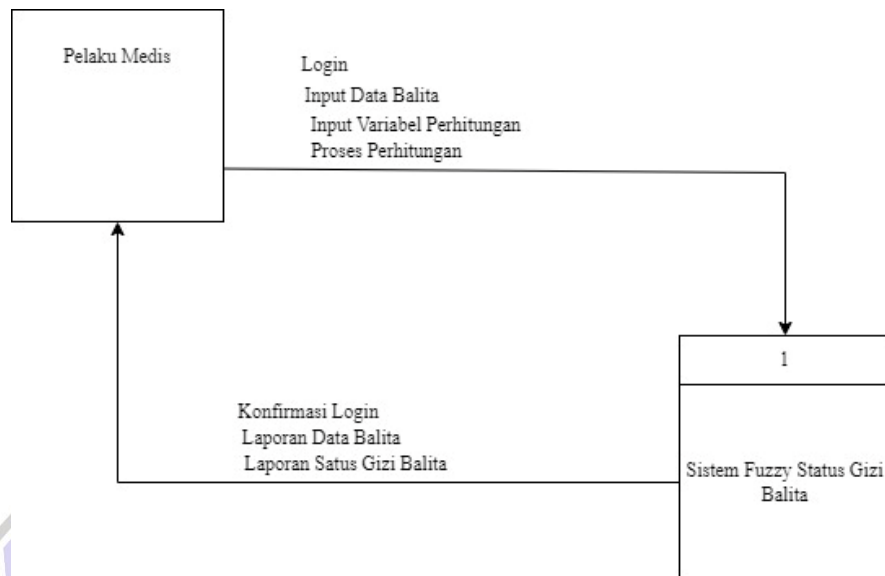 Pelaku Medis
Login
Input Data Balita
Input Variabel Perhitungan
Proses Perhitungan
1
Konfirmasi Login
Laporan Data Balita
Laporan Satus Gizi Balita
Sistem Fuzzy Status Gizi
Balita